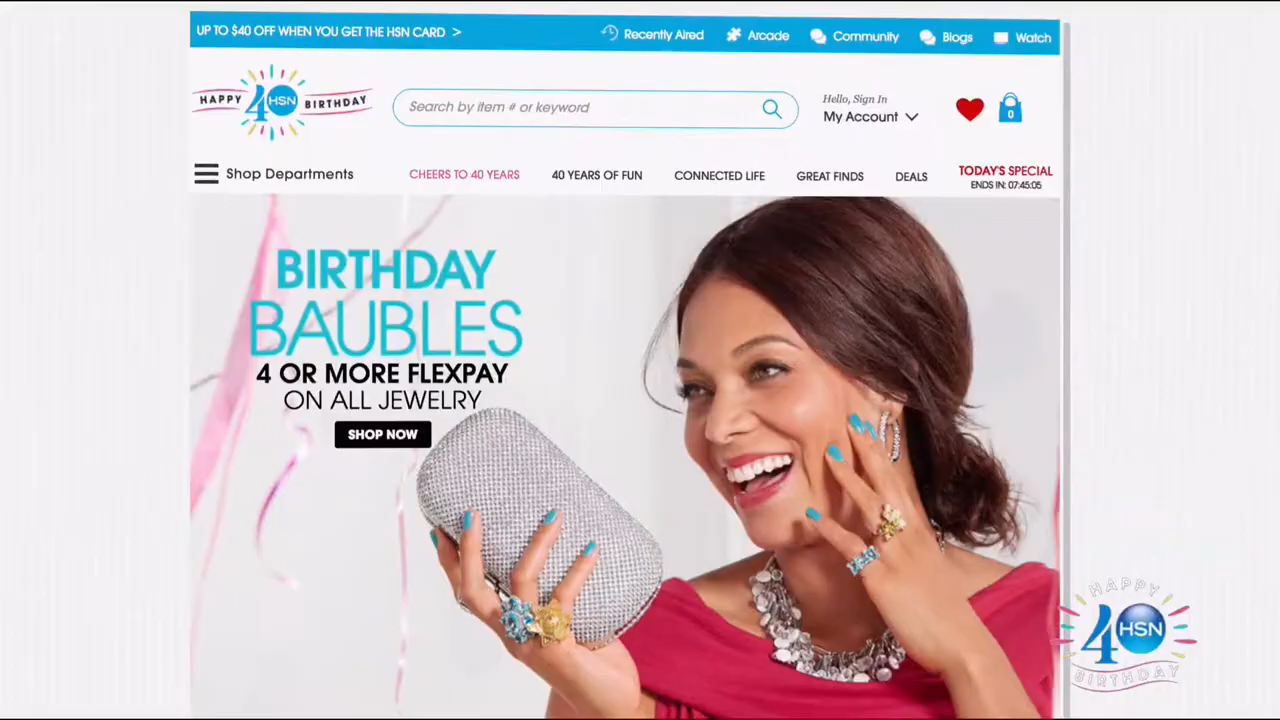 UP TO $40 OFF WHEN YOU GET THE HSN CARD >
Recently Aired
Arcade
Community
Blogs
Watch
HAPPY 40 HSN BIRTHDAY
Search by item # or keyword
Hello, Sign In
My Account
0
Shop Departments
CHEERS TO 40 YEARS
40 YEARS OF FUN
CONNECTED LIFE
GREAT FINDS
DEALS
TODAY'S SPECIAL
ENDS IN: 07:45:05
BIRTHDAY
BAUBLES
4 OR MORE FLEXPAY
ON ALL JEWELRY
SHOP NOW
HAPPY
40 HSN
BIRTHDAY